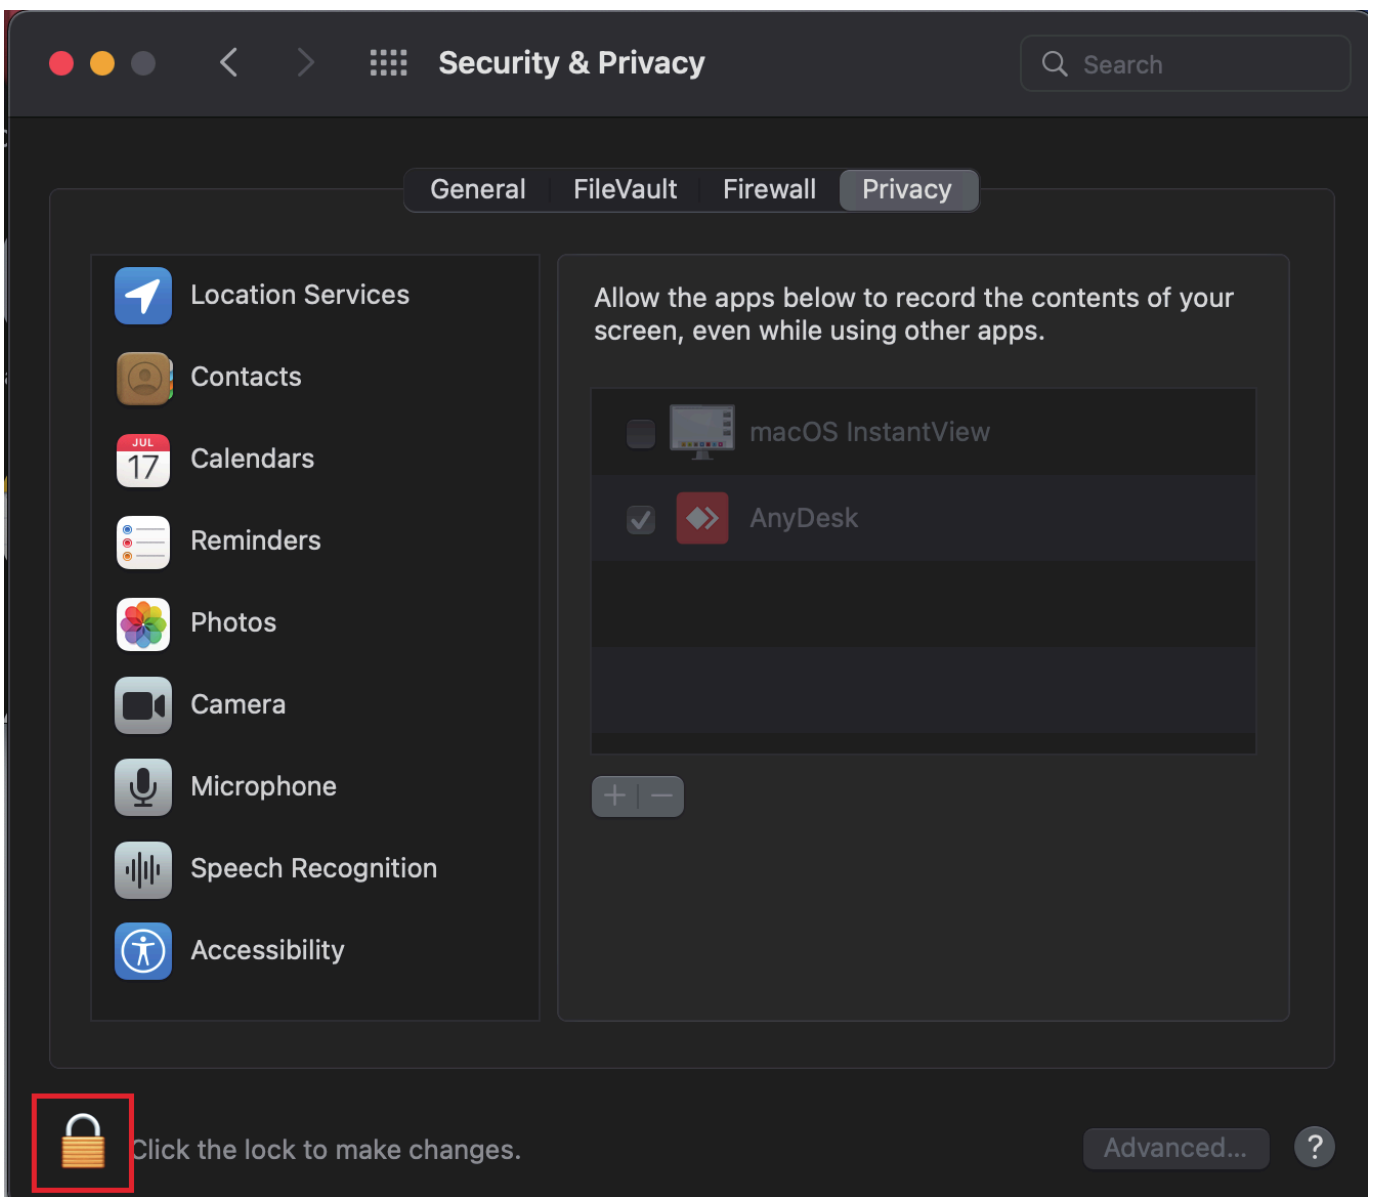 Security & Privacy
Search
General
FileVault
Firewall
Privacy
Location Services
Contacts
JUL
17
Calendars
Reminders
Photos
Camera
Microphone
Speech Recognition
Accessibility
Allow the apps below to record the contents of your
screen, even while using other apps.
macOS InstantView
AnyDesk
Click the lock to make changes.
Advanced...
?